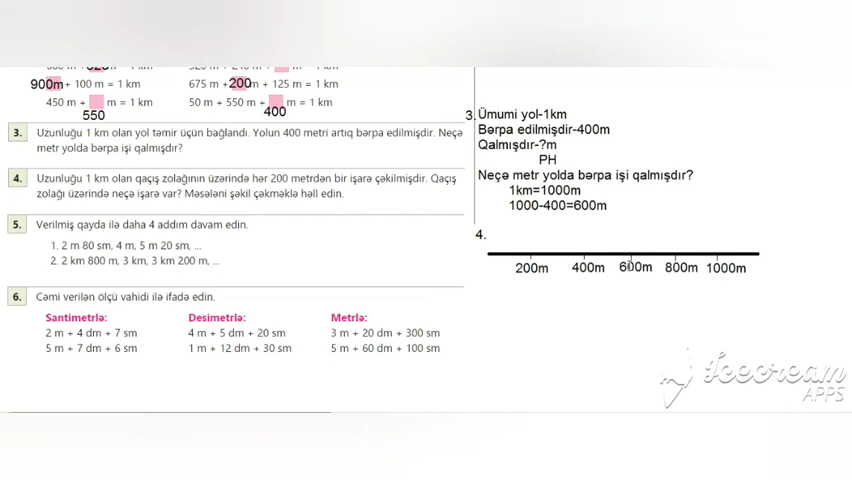 900m + 100 m = 1 km
675 m + 200 m + 125 m = 1 km
450 m + m = 1 km
50 m + 550 m + m = 1 km
550
400
3. Uzunluğu 1 km olan yol təmir üçün bağlandı. Yolun 400 metri artıq bərpa edilmişdir. Neçə
metr yolda bərpa işi qalmışdır?
4. Uzunluğu 1 km olan qaçış zolağının üzərində hər 200 metrdən bir işarə çəkilmişdir. Qaçış
zolağı üzərində neçə işarə var? Məsələni şəkil çəkməklə həll edin.
5. Verilmiş qayda ilə daha 4 addım davam edin.
1. 2 m 80 sm, 4 m, 5 m 20 sm, ...
2. 2 km 800 m, 3 km, 3 km 200 m, ...
6. Cəmi verilən ölçü vahidi ilə ifadə edin.
Santimetrlə:
2 m + 4 dm + 7 sm
5 m + 7 dm + 6 sm
Desimetrlə:
4 m + 5 dm + 20 sm
1 m + 12 dm + 30 sm
Metrlə:
3 m + 20 dm + 300 sm
5 m + 60 dm + 100 sm
3. Ümumi yol-1km
Bərpa edilmişdir-400m
Qalmışdır-?m
PH
Neçə metr yolda bərpa işi qalmışdır?
1km=1000m
1000-400=600m
4.
200m 400m 600m 800m 1000m
Icecream
APPS